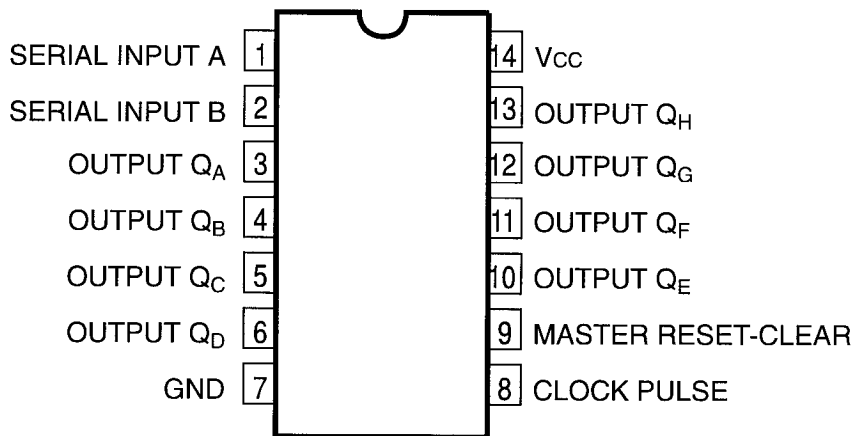 SERIAL INPUT A 1 14 VCC
SERIAL INPUT B 2 13 OUTPUT QH
OUTPUT QA 3 12 OUTPUT QG
OUTPUT QB 4 11 OUTPUT QF
OUTPUT QC 5 10 OUTPUT QE
OUTPUT QD 6 9 MASTER RESET-CLEAR
GND 7 8 CLOCK PULSE